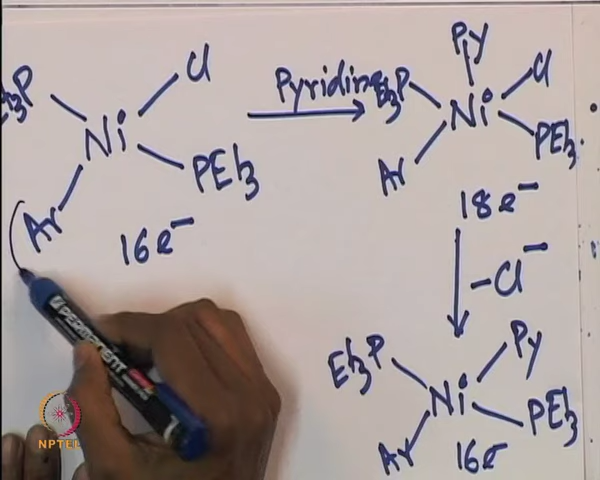 Et3P Cl
Ni
Ar PEt3
16e-
Pyridine
Py
Et3P Cl
Ni
Ar PEt3
18e-
-Cl-
Et3P Py
Ni
Ar PEt3
16e
PERMANENT
NPTEL